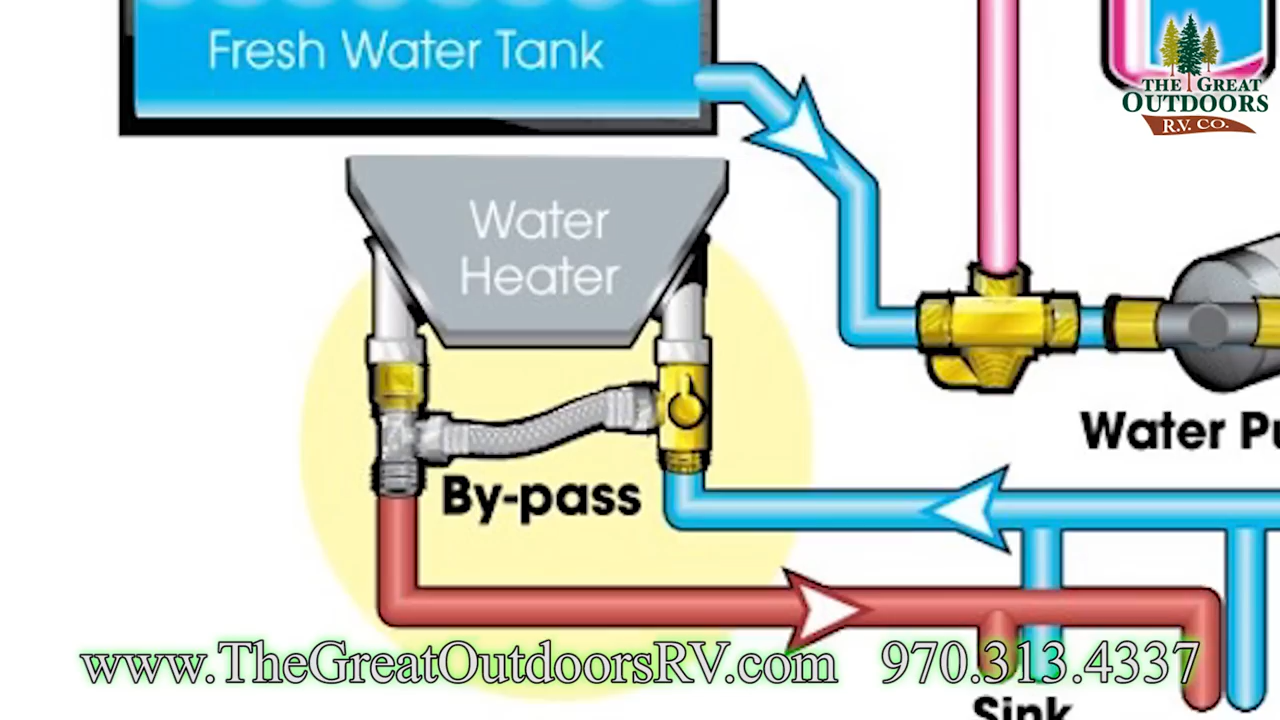 Fresh Water Tank
THE GREAT
OUTDOORS
R.V. CO.
Water
Heater
Water Pu
By-pass
www.TheGreatOutdoorsRV.com 970.313.4337
Sink